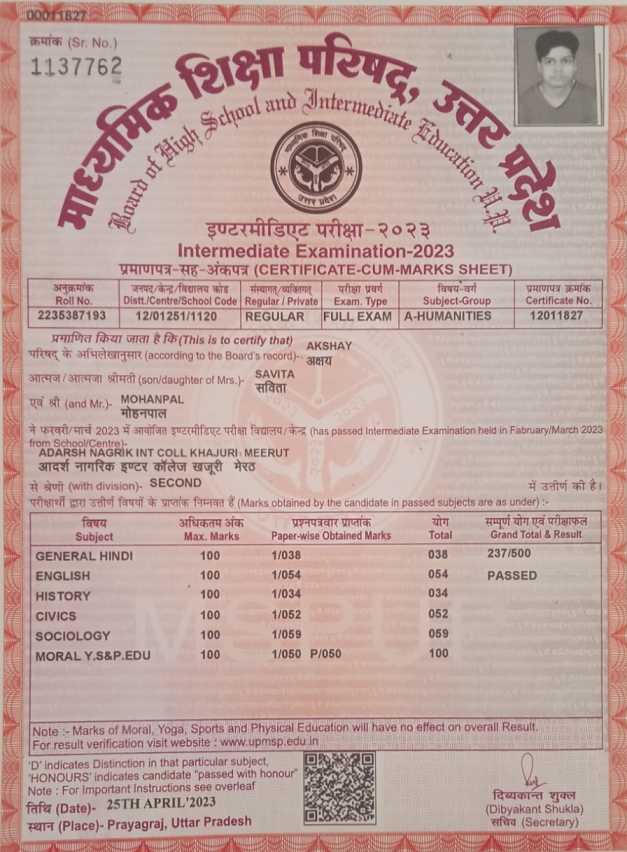 00011827
क्रमांक (Sr. No.)
1137762
माध्यमिक शिक्षा परिषद्, उत्तर प्रदेश
Board of High School and Intermediate Education U.P.
माध्यमिक शिक्षा परिषद
उत्तर प्रदेश
इण्टरमीडिएट परीक्षा-२०२३
Intermediate Examination-2023
प्रमाणपत्र-सह-अंकपत्र (CERTIFICATE-CUM-MARKS SHEET)
अनुक्रमांक जनपद/केन्द्र/विद्यालय कोड संस्थागत/व्यक्तिगत परीक्षा प्रवर्ग विषय-वर्ग प्रमाणपत्र क्रमांक
Roll No. Distt./Centre/School Code Regular / Private Exam. Type Subject-Group Certificate No.
2235387193 12/01251/1120 REGULAR FULL EXAM A-HUMANITIES 12011827
प्रमाणित किया जाता है कि (This is to certify that) AKSHAY
परिषद् के अभिलेखानुसार (according to the Board's record)- अक्षय
आत्मज/आत्मजा श्रीमती (son/daughter of Mrs.)- SAVITA
सविता
एवं श्री (and Mr.)- MOHANPAL
मोहनपाल
ने फरवरी/मार्च 2023 में आयोजित इण्टरमीडिएट परीक्षा विद्यालय/केन्द्र (has passed Intermediate Examination held in Fabruary/March 2023
from School/Centre)-
ADARSH NAGRIK INT COLL KHAJURI MEERUT
आदर्श नागरिक इण्टर कॉलेज खजूरी मेरठ
से श्रेणी (with division)- SECOND में उत्तीर्ण की है।
परीक्षार्थी द्वारा उत्तीर्ण विषयों के प्राप्तांक निम्नवत हैं (Marks obtained by the candidate in passed subjects are as under) :-
विषय अधिकतम अंक प्रश्नपत्रवार प्राप्तांक योग सम्पूर्ण योग एवं परीक्षाफल
Subject Max. Marks Paper-wise Obtained Marks Total Grand Total & Result
GENERAL HINDI 100 1/038 038 237/500
ENGLISH 100 1/054 054 PASSED
HISTORY 100 1/034 034
CIVICS 100 1/052 052
SOCIOLOGY 100 1/059 059
MORAL Y.S&P.EDU 100 1/050 P/050 100
MSPUP
Note :- Marks of Moral, Yoga, Sports and Physical Education will have no effect on overall Result.
For result verification visit website : www.upmsp.edu.in
'D' indicates Distinction in that particular subject,
'HONOURS' indicates candidate "passed with honour"
Note : For Important Instructions see overleaf
तिथि (Date)- 25TH APRIL'2023
स्थान (Place)- Prayagraj, Uttar Pradesh
दिब्यकान्त शुक्ल
(Dibyakant Shukla)
सचिव (Secretary)